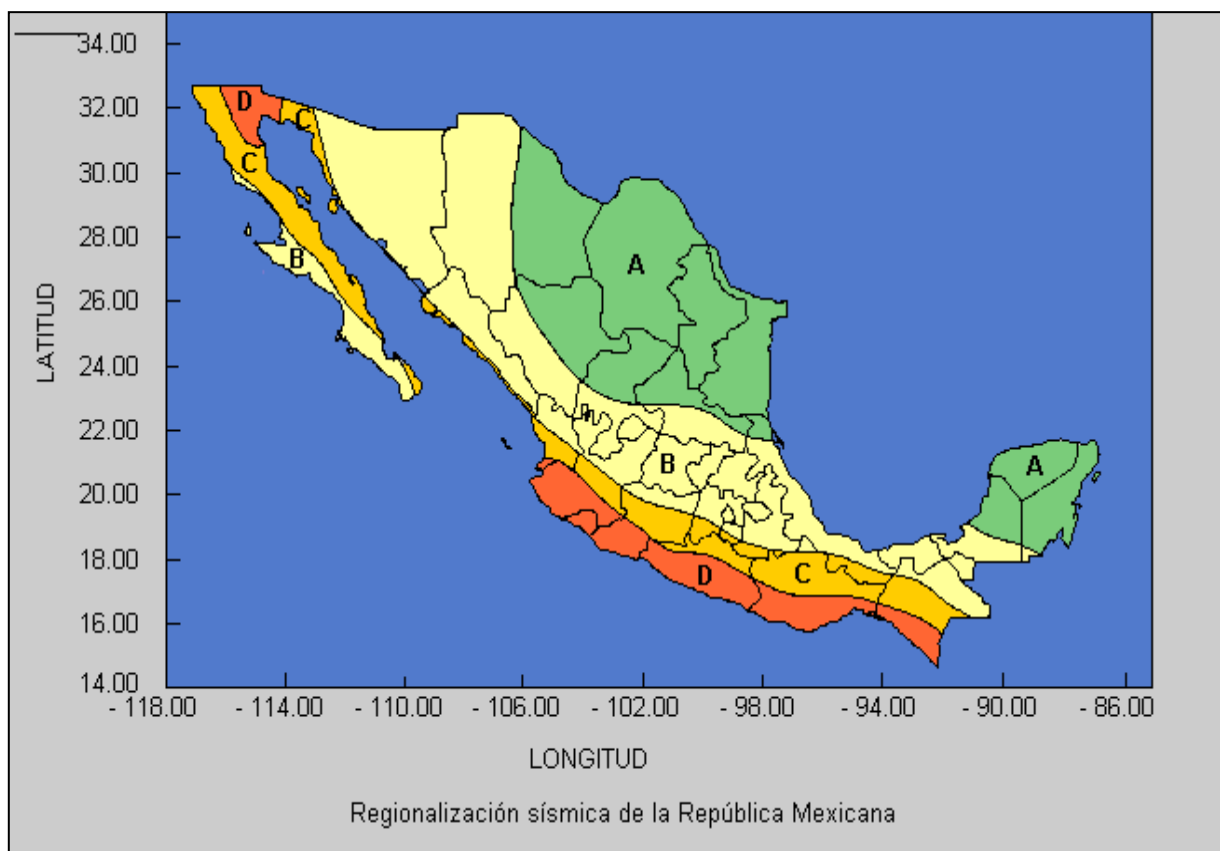 34.00
32.00
30.00
28.00
26.00
24.00
22.00
20.00
18.00
16.00
14.00
LATITUD
D
C
C
B
A
B
A
D
C
- 118.00 - 114.00 - 110.00 - 106.00 - 102.00 - 98.00 - 94.00 - 90.00 - 86.00
LONGITUD
Regionalización sísmica de la República Mexicana